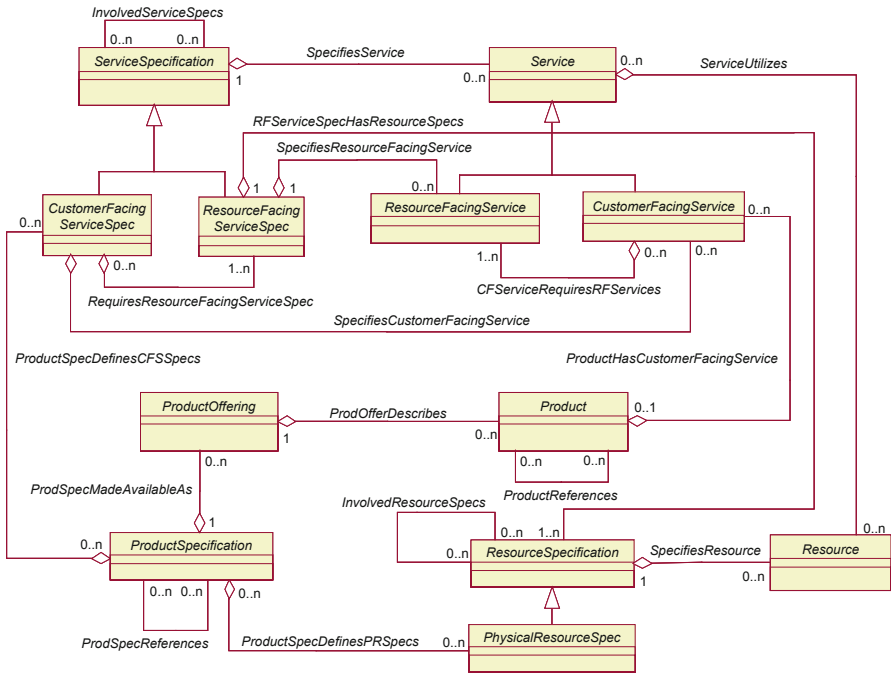 InvolvedServiceSpecs
0..n 0..n
ServiceSpecification
1
SpecifiesService
0..n
Service
0..n
ServiceUtilizes
RFServiceSpecHasResourceSpecs
SpecifiesResourceFacingService
CustomerFacing
ServiceSpec
0..n
0..n
ResourceFacing
ServiceSpec
1 1
1..n
0..n
ResourceFacingService
1..n
CustomerFacingService
0..n
0..n
0..n
RequiresResourceFacingServiceSpec
CFServiceRequiresRFServices
SpecifiesCustomerFacingService
ProductSpecDefinesCFSSpecs
ProductHasCustomerFacingService
ProductOffering
1
ProdOfferDescribes
0..n
Product
0..1
0..n
0..n 0..n
ProductReferences
ProdSpecMadeAvailableAs
1
InvolvedResourceSpecs
0..n
0..n
1..n
0..n
ProductSpecification
0..n
0..n 0..n
ProdSpecReferences
ResourceSpecification
1
SpecifiesResource
0..n
Resource
0..n
ProductSpecDefinesPRSpecs
0..n
PhysicalResourceSpec